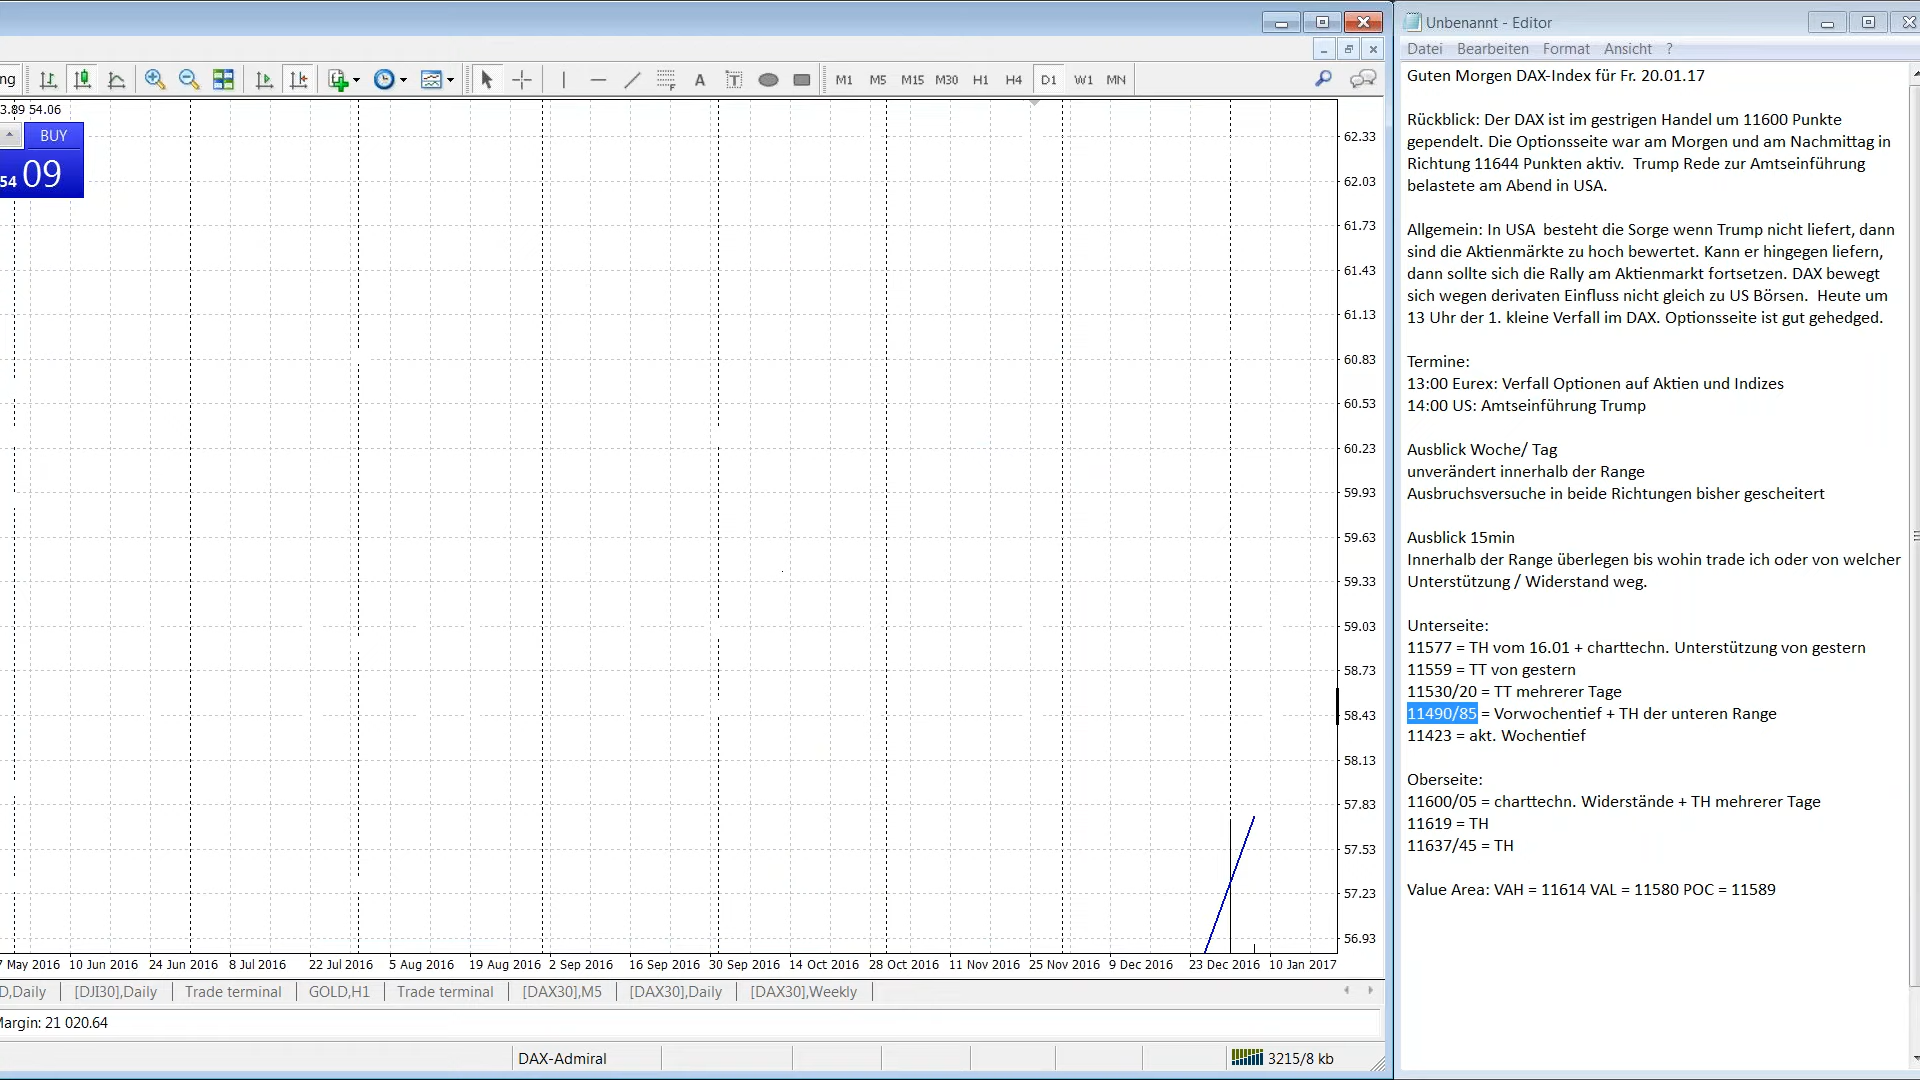 Unbenannt - Editor
Datei Bearbeiten Format Ansicht ?
ng
A T M1 M5 M15 M30 H1 H4 D1 W1 MN
3.89 54.06
BUY
54 09
62.33
62.03
61.73
61.43
61.13
60.83
60.53
60.23
59.93
59.63
59.33
59.03
58.73
58.43
58.13
57.83
57.53
57.23
56.93
7 May 2016 10 Jun 2016 24 Jun 2016 8 Jul 2016 22 Jul 2016 5 Aug 2016 19 Aug 2016 2 Sep 2016 16 Sep 2016 30 Sep 2016 14 Oct 2016 28 Oct 2016 11 Nov 2016 25 Nov 2016 9 Dec 2016 23 Dec 2016 10 Jan 2017
D,Daily [DJI30],Daily Trade terminal GOLD,H1 Trade terminal [DAX30],M5 [DAX30],Daily [DAX30],Weekly
Margin: 21 020.64
DAX-Admiral 3215/8 kb
Guten Morgen DAX-Index für Fr. 20.01.17
Rückblick: Der DAX ist im gestrigen Handel um 11600 Punkte
gependelt. Die Optionsseite war am Morgen und am Nachmittag in
Richtung 11644 Punkten aktiv. Trump Rede zur Amtseinführung
belastete am Abend in USA.
Allgemein: In USA besteht die Sorge wenn Trump nicht liefert, dann
sind die Aktienmärkte zu hoch bewertet. Kann er hingegen liefern,
dann sollte sich die Rally am Aktienmarkt fortsetzen. DAX bewegt
sich wegen derivaten Einfluss nicht gleich zu US Börsen. Heute um
13 Uhr der 1. kleine Verfall im DAX. Optionsseite ist gut gehedged.
Termine:
13:00 Eurex: Verfall Optionen auf Aktien und Indizes
14:00 US: Amtseinführung Trump
Ausblick Woche/ Tag
unverändert innerhalb der Range
Ausbruchsversuche in beide Richtungen bisher gescheitert
Ausblick 15min
Innerhalb der Range überlegen bis wohin trade ich oder von welcher
Unterstützung / Widerstand weg.
Unterseite:
11577 = TH vom 16.01 + charttechn. Unterstützung von gestern
11559 = TT von gestern
11530/20 = TT mehrerer Tage
11490/85 = Vorwochentief + TH der unteren Range
11423 = akt. Wochentief
Oberseite:
11600/05 = charttechn. Widerstände + TH mehrerer Tage
11619 = TH
11637/45 = TH
Value Area: VAH = 11614 VAL = 11580 POC = 11589